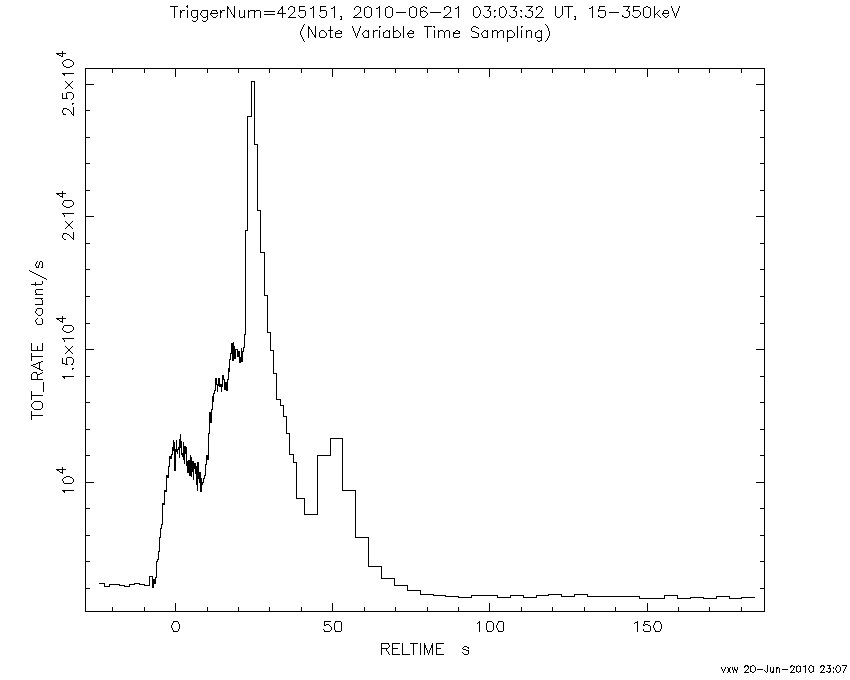 TriggerNum=425151, 2010-06-21 03:03:32 UT, 15-350keV
(Note Variable Time Sampling)
2.5×10⁴
2×10⁴
1.5×10⁴
10⁴
TOT_RATE count/s
0 50 100 150
RELTIME s
vxw 20-Jun-2010 23:07